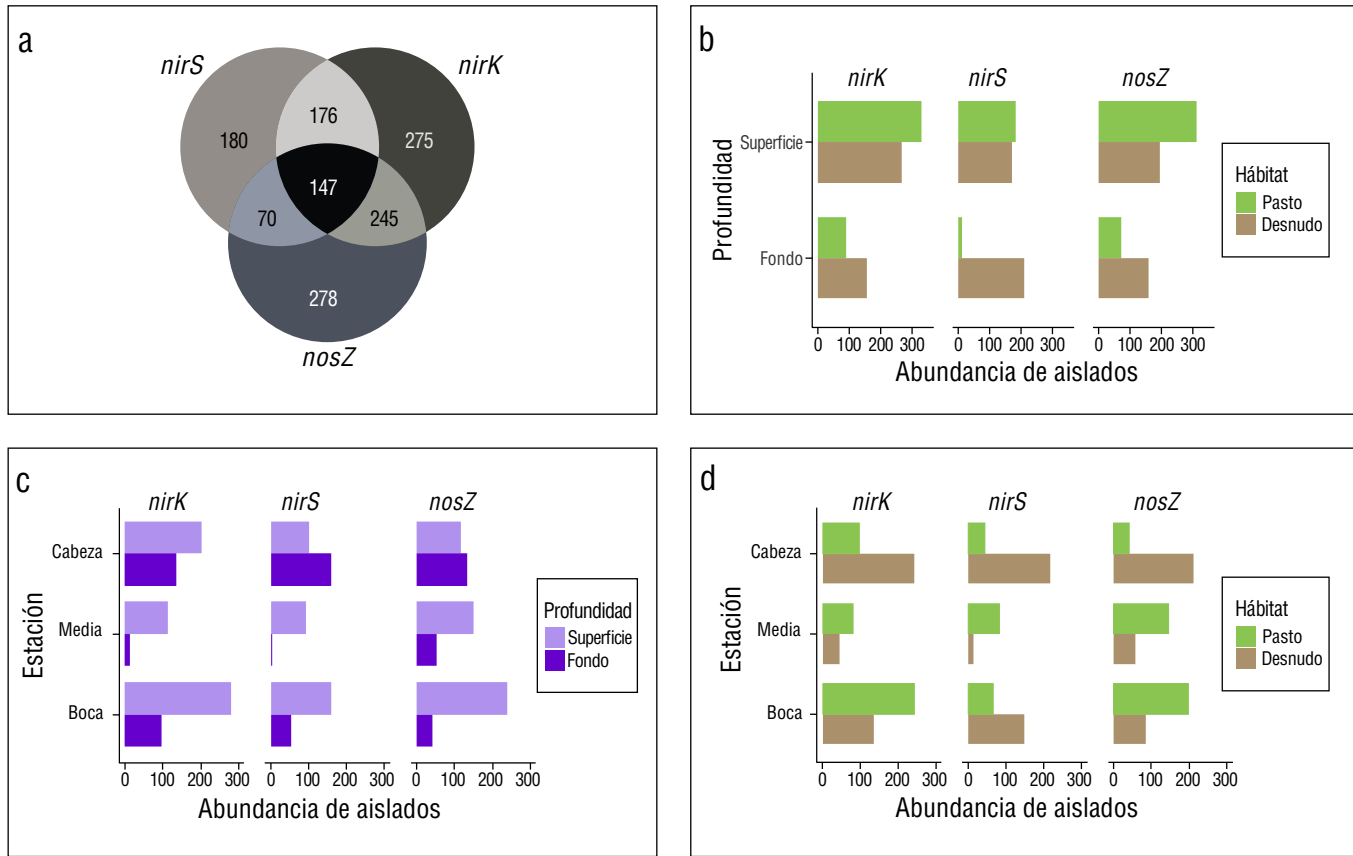 a
nirS
nirK
176
180
275
147
70
245
278
nosZ
b
nirK
nirS
nosZ
Profundidad
Superficie
Fondo
0 100 200 300
0 100 200 300
0 100 200 300
Abundancia de aislados
Hábitat
Pasto
Desnudo
c
nirK
nirS
nosZ
Estación
Cabeza
Media
Boca
0 100 200 300
0 100 200 300
0 100 200 300
Abundancia de aislados
Profundidad
Superficie
Fondo
d
nirK
nirS
nosZ
Estación
Cabeza
Media
Boca
0 100 200 300
0 100 200 300
0 100 200 300
Abundancia de aislados
Hábitat
Pasto
Desnudo